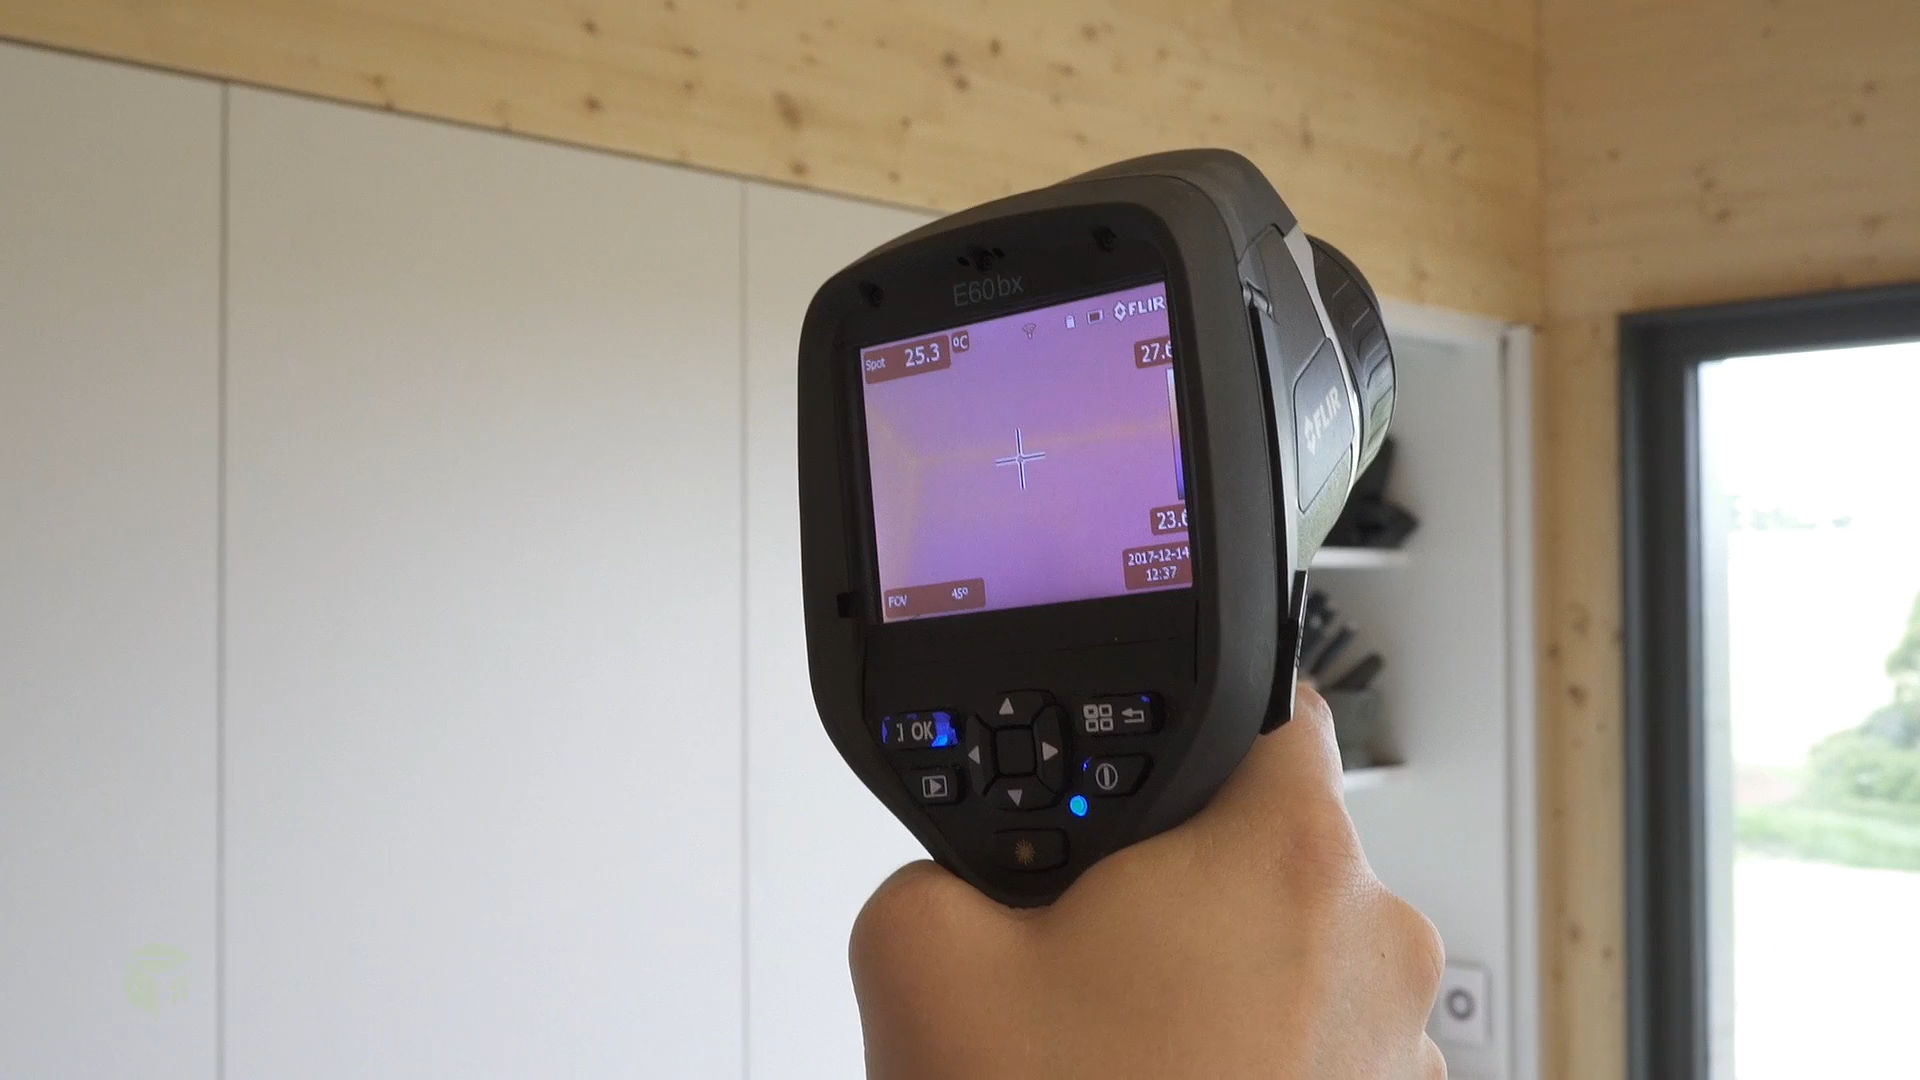 E60bx
FLIR
Spot 25.3 °C
27.6
23.6
2017-12-14
12:37
FOV 45°
FLIR
OK